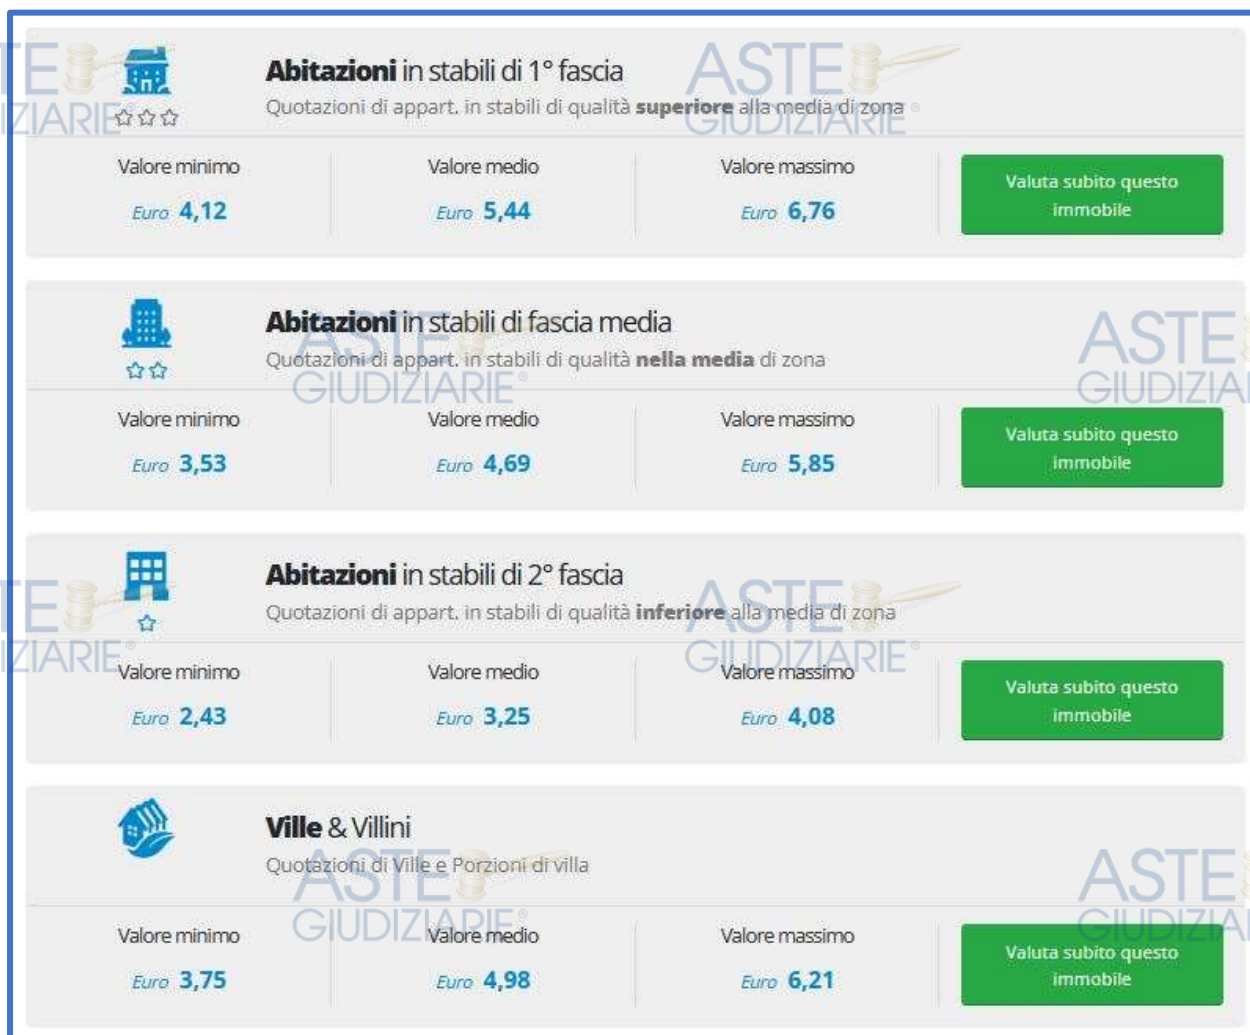 Abitazioni in stabili di 1° fascia
Quotazioni di appart. in stabili di qualità superiore alla media di zona
Valore minimo Valore medio Valore massimo
Euro 4,12 Euro 5,44 Euro 6,76
Valuta subito questo
immobile
Abitazioni in stabili di fascia media
Quotazioni di appart. in stabili di qualità nella media di zona
Valore minimo Valore medio Valore massimo
Euro 3,53 Euro 4,69 Euro 5,85
Valuta subito questo
immobile
Abitazioni in stabili di 2° fascia
Quotazioni di appart. in stabili di qualità inferiore alla media di zona
Valore minimo Valore medio Valore massimo
Euro 2,43 Euro 3,25 Euro 4,08
Valuta subito questo
immobile
Ville & Villini
Quotazioni di Ville e Porzioni di villa
Valore minimo Valore medio Valore massimo
Euro 3,75 Euro 4,98 Euro 6,21
Valuta subito questo
immobile
ASTE
GIUDIZIARIE®
ASTE
GIUDIZIARIE®
ASTE
GIUDIZIARIE®
ASTE
GIUDIZIARIE®